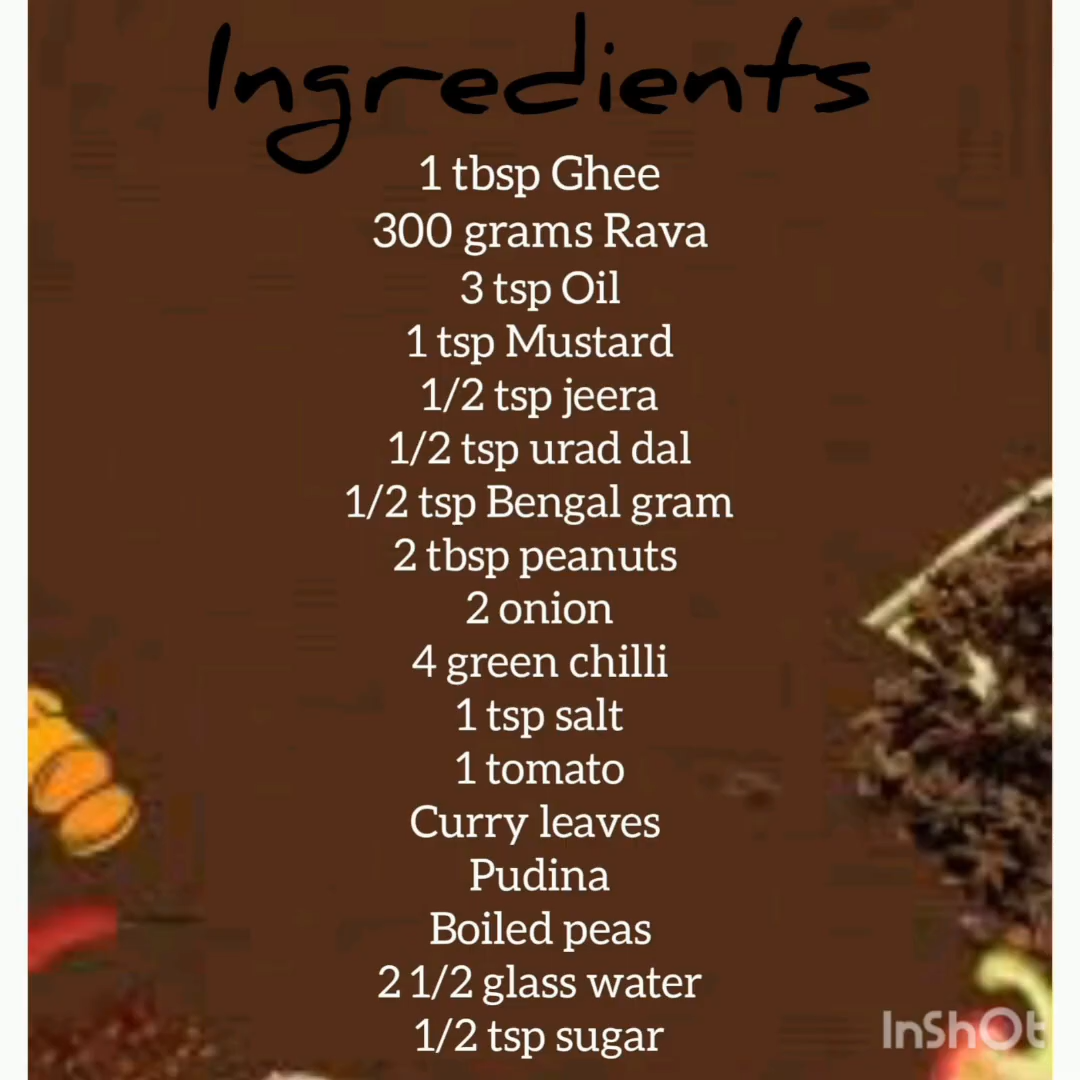 Ingredients
1 tbsp Ghee
300 grams Rava
3 tsp Oil
1 tsp Mustard
1/2 tsp jeera
1/2 tsp urad dal
1/2 tsp Bengal gram
2 tbsp peanuts
2 onion
4 green chilli
1 tsp salt
1 tomato
Curry leaves
Pudina
Boiled peas
2 1/2 glass water
1/2 tsp sugar
InShOt